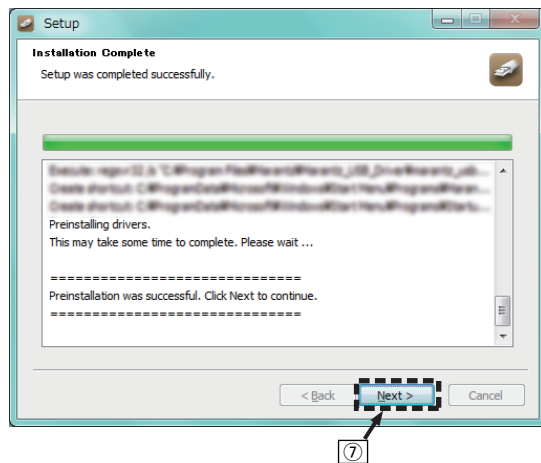 Setup
Installation Complete
Setup was completed successfully.
Preinstalling drivers.
This may take some time to complete. Please wait ...
==============================
Preinstallation was successful. Click Next to continue.
==============================
< Back
Next >
Cancel
⑦